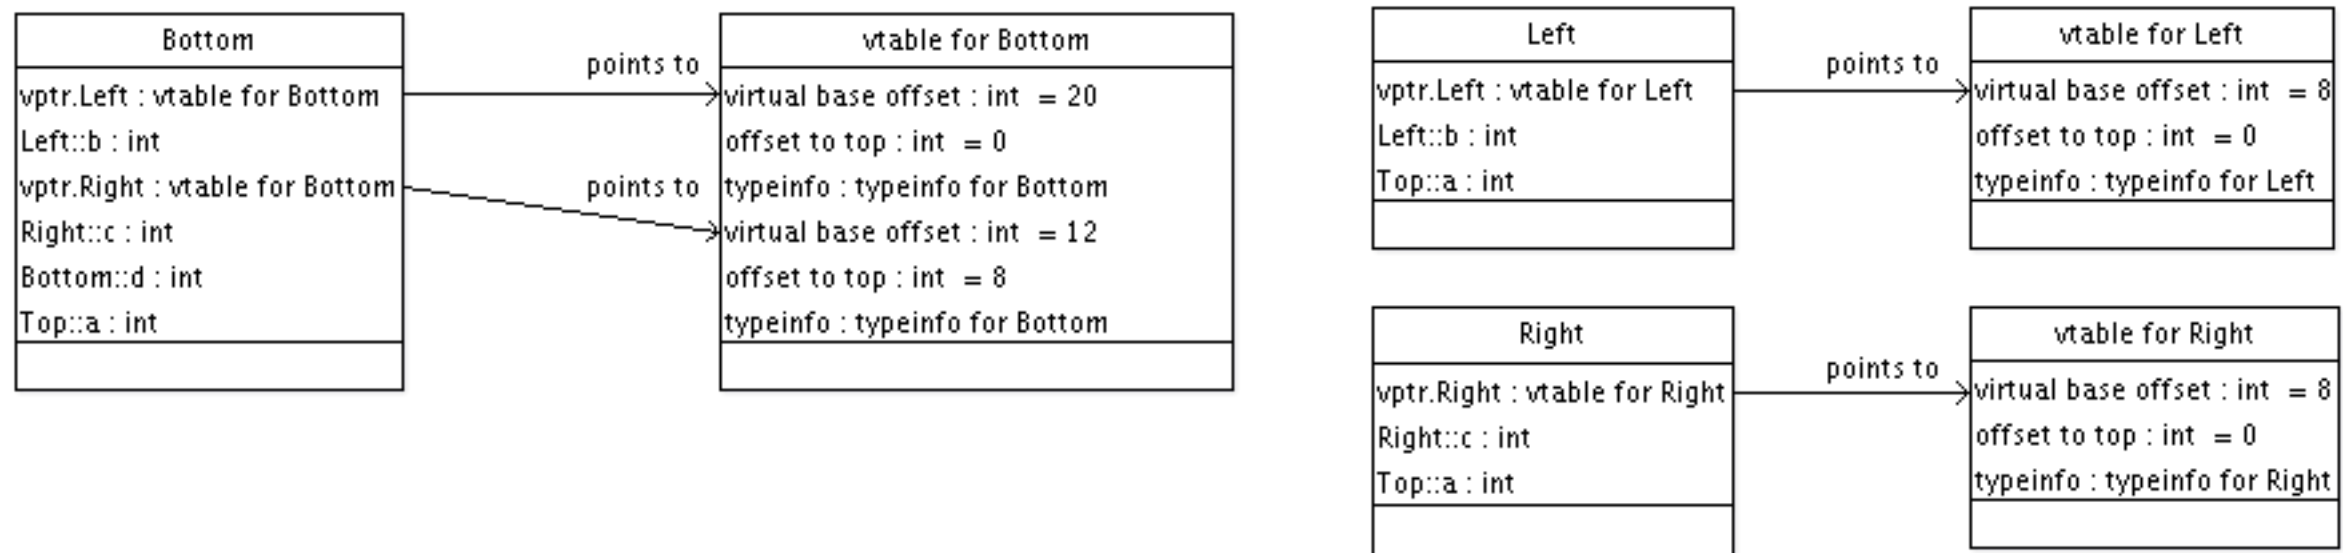 Bottom
vptr.Left : vtable for Bottom
Left::b : int
vptr.Right : vtable for Bottom
Right::c : int
Bottom::d : int
Top::a : int
points to
points to
vtable for Bottom
virtual base offset : int = 20
offset to top : int = 0
typeinfo : typeinfo for Bottom
virtual base offset : int = 12
offset to top : int = 8
typeinfo : typeinfo for Bottom
Left
vptr.Left : vtable for Left
Left::b : int
Top::a : int
points to
vtable for Left
virtual base offset : int = 8
offset to top : int = 0
typeinfo : typeinfo for Left
Right
vptr.Right : vtable for Right
Right::c : int
Top::a : int
points to
vtable for Right
virtual base offset : int = 8
offset to top : int = 0
typeinfo : typeinfo for Right